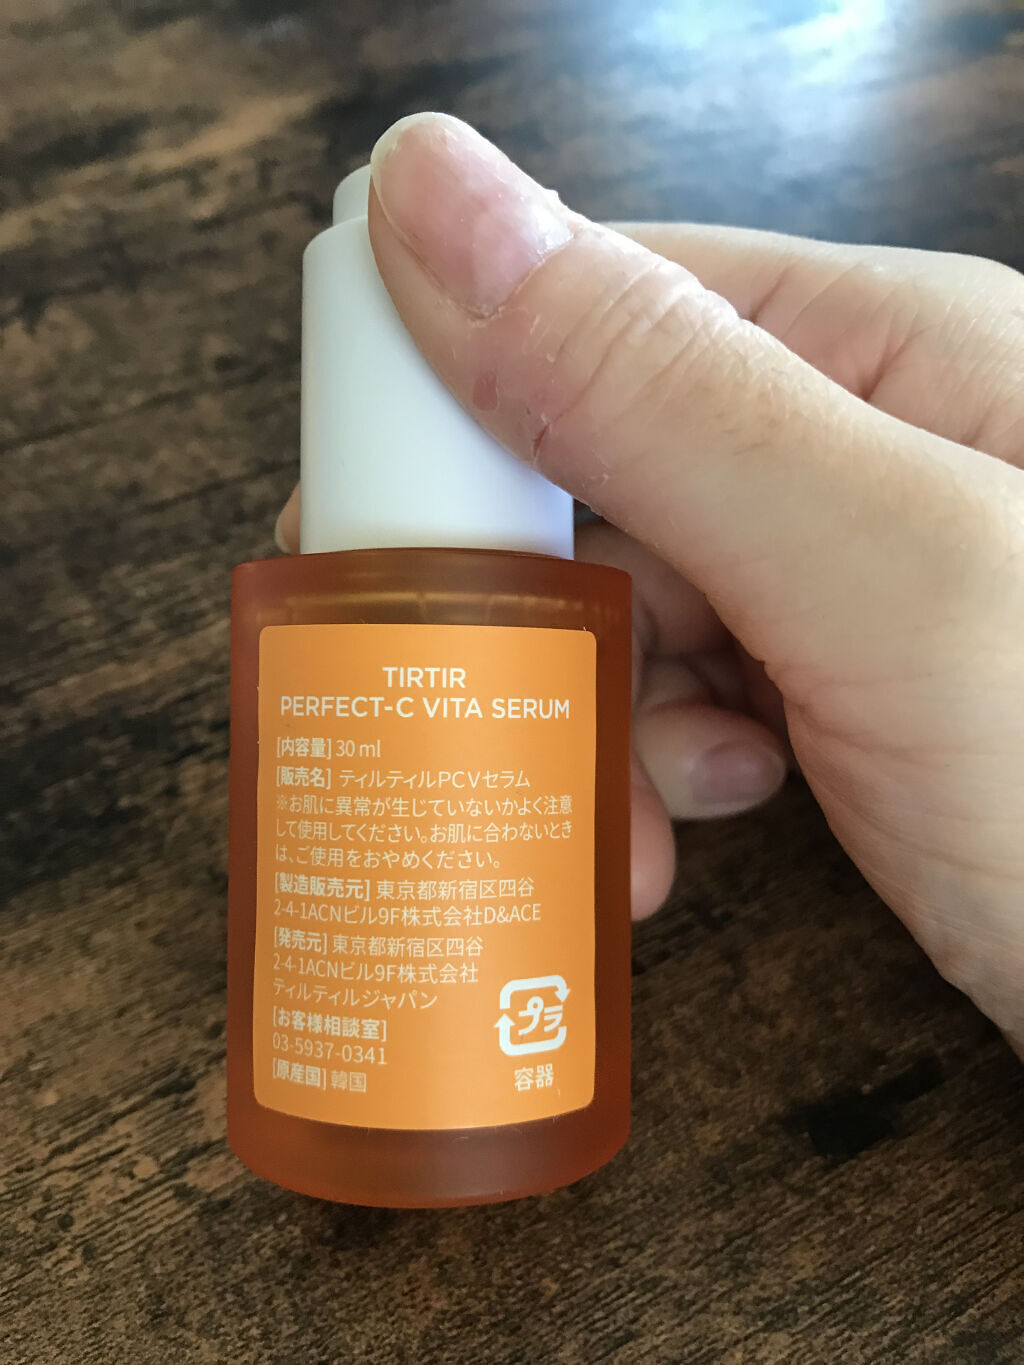 TIRTIR
PERFECT-C VITA SERUM
[内容量] 30 ml
[販売名] ティルティルPCVセラム
※お肌に異常が生じていないかよく注意
して使用してください。お肌に合わないとき
は、ご使用をおやめください。
[製造販売元] 東京都新宿区四谷
2-4-1ACNビル9F株式会社D&ACE
[発売元] 東京都新宿区四谷
2-4-1ACNビル9F株式会社
ティルティルジャパン
[お客様相談室]
03-5937-0341
[原産国] 韓国
プラ
容器